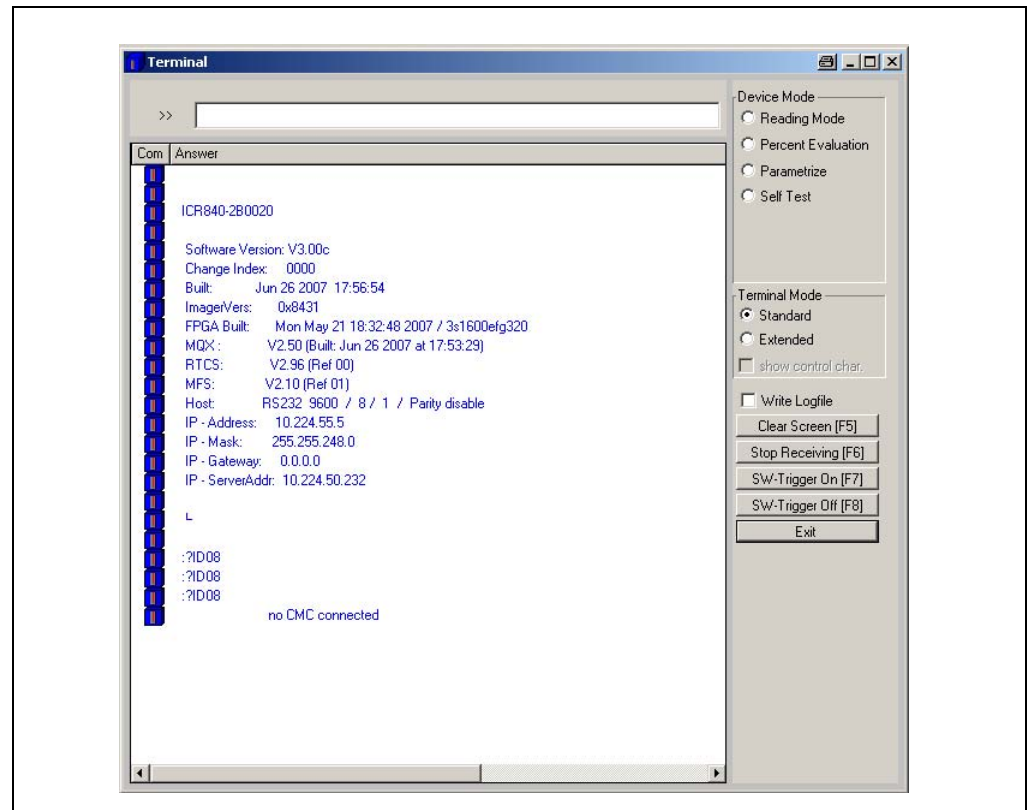 Terminal
>>
Com Answer
ICR840-2B0020
Software Version: V3.00c
Change Index: 0000
Built: Jun 26 2007 17:56:54
ImagerVers: 0x8431
FPGA Built: Mon May 21 18:32:48 2007 / 3s1600efg320
MQX : V2.50 (Built: Jun 26 2007 at 17:53:29)
RTCS: V2.96 (Ref 00)
MFS: V2.10 (Ref 01)
Host: RS232 9600 / 8 / 1 / Parity disable
IP - Address: 10.224.55.5
IP - Mask: 255.255.248.0
IP - Gateway: 0.0.0.0
IP - ServerAddr: 10.224.50.232
└
:?ID08
:?ID08
:?ID08
no CMC connected
Device Mode
Reading Mode
Percent Evaluation
Parametrize
Self Test
Terminal Mode
Standard
Extended
show control char.
Write Logfile
Clear Screen [F5]
Stop Receiving [F6]
SW-Trigger On [F7]
SW-Trigger Off [F8]
Exit